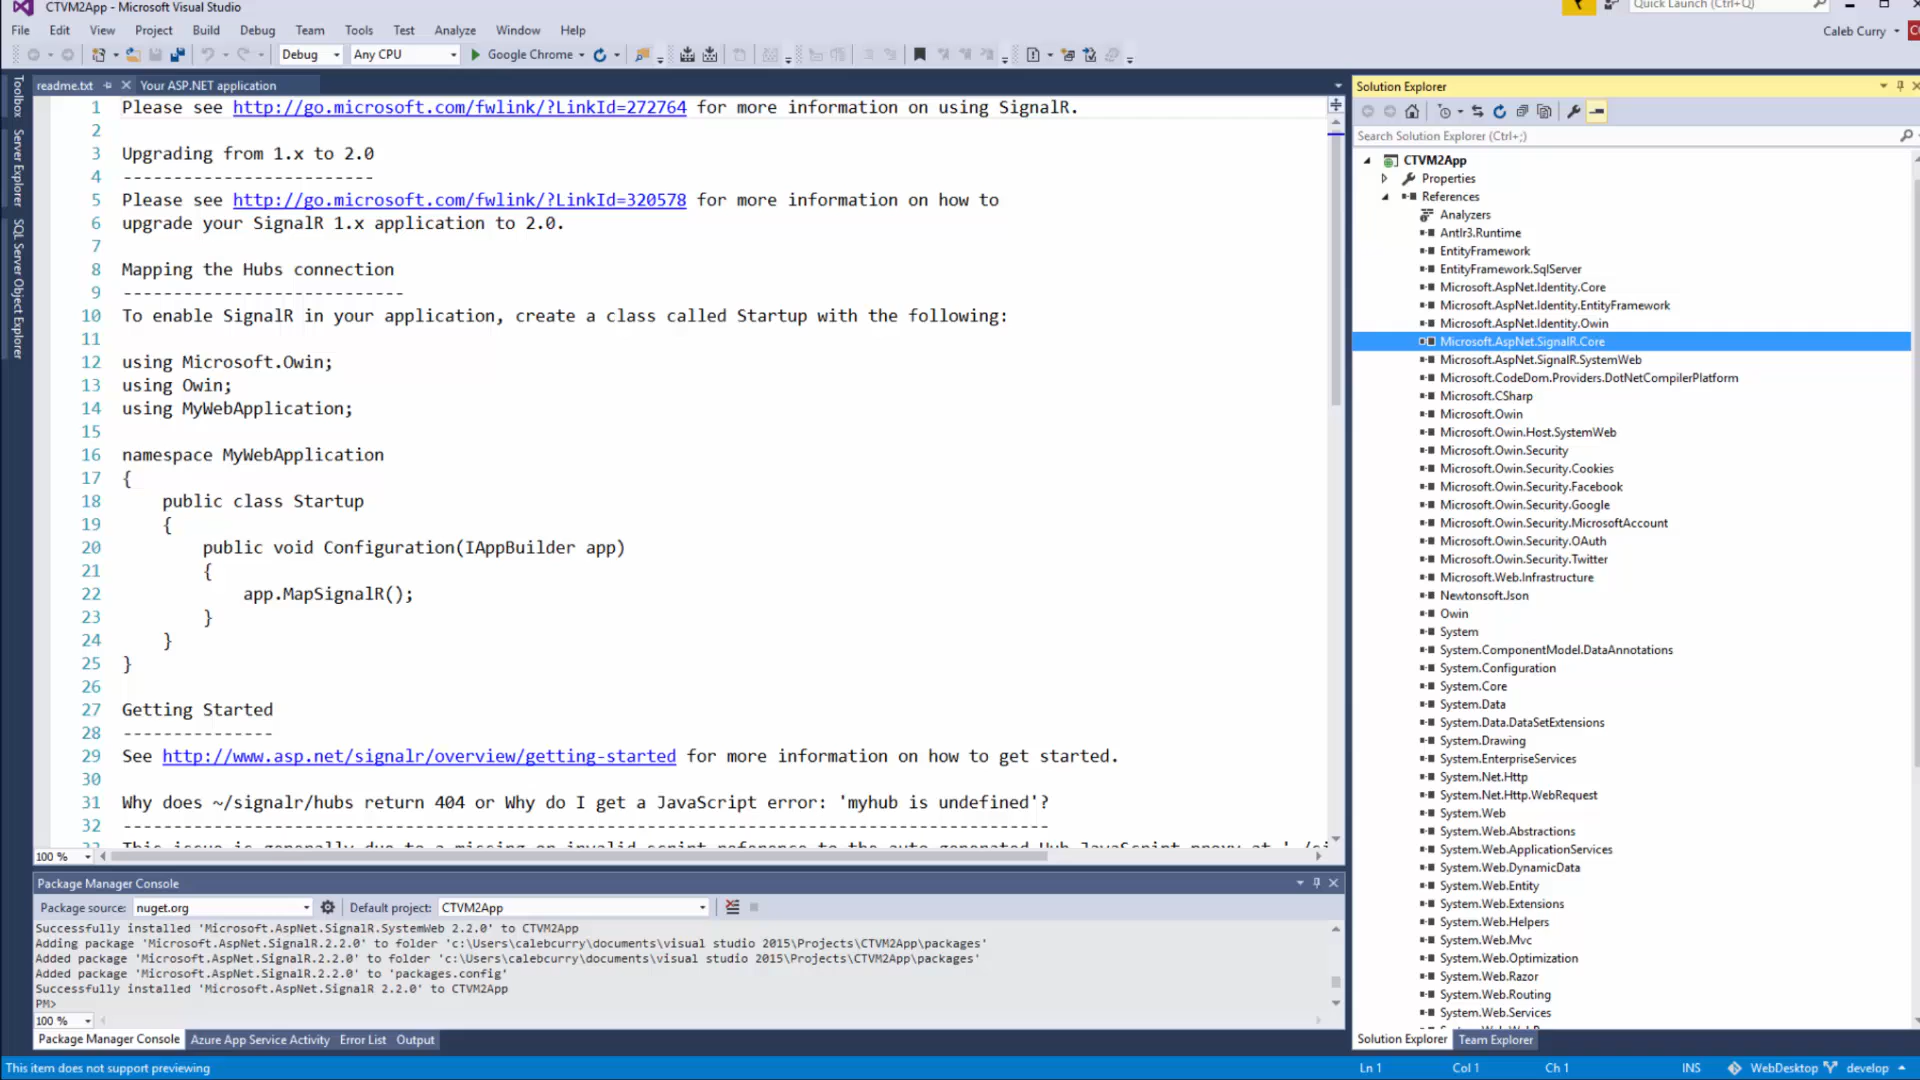 CTVM2App - Microsoft Visual Studio
Quick Launch (Ctrl+Q)
File Edit View Project Build Debug Team Tools Test Analyze Window Help
Caleb Curry
Debug Any CPU Google Chrome
readme.txt Your ASP.NET application
Toolbox
Server Explorer
SQL Server Object Explorer
1 Please see http://go.microsoft.com/fwlink/?LinkId=272764 for more information on using SignalR.
2
3 Upgrading from 1.x to 2.0
4 -------------------------
5 Please see http://go.microsoft.com/fwlink/?LinkId=320578 for more information on how to
6 upgrade your SignalR 1.x application to 2.0.
7
8 Mapping the Hubs connection
9 ----------------------------
10 To enable SignalR in your application, create a class called Startup with the following:
11
12 using Microsoft.Owin;
13 using Owin;
14 using MyWebApplication;
15
16 namespace MyWebApplication
17 {
18 public class Startup
19 {
20 public void Configuration(IAppBuilder app)
21 {
22 app.MapSignalR();
23 }
24 }
25 }
26
27 Getting Started
28 ---------------
29 See http://www.asp.net/signalr/overview/getting-started for more information on how to get started.
30
31 Why does ~/signalr/hubs return 404 or Why do I get a JavaScript error: 'myhub is undefined'?
32 --------------------------------------------------------------------------------------------
33 This issue is generally due to a missing or invalid script reference to the auto-generated Hub JavaScript proxy at '
100 %
Package Manager Console
Package source: nuget.org Default project: CTVM2App
Successfully installed 'Microsoft.AspNet.SignalR.SystemWeb 2.2.0' to CTVM2App
Adding package 'Microsoft.AspNet.SignalR.2.2.0' to folder 'c:\Users\calebcurry\documents\visual studio 2015\Projects\CTVM2App\packages'
Added package 'Microsoft.AspNet.SignalR.2.2.0' to folder 'c:\Users\calebcurry\documents\visual studio 2015\Projects\CTVM2App\packages'
Added package 'Microsoft.AspNet.SignalR.2.2.0' to 'packages.config'
Successfully installed 'Microsoft.AspNet.SignalR 2.2.0' to CTVM2App
PM>
100 %
Package Manager Console Azure App Service Activity Error List Output
Solution Explorer
Search Solution Explorer (Ctrl+;)
CTVM2App
Properties
References
Analyzers
Antlr3.Runtime
EntityFramework
EntityFramework.SqlServer
Microsoft.AspNet.Identity.Core
Microsoft.AspNet.Identity.EntityFramework
Microsoft.AspNet.Identity.Owin
Microsoft.AspNet.SignalR.Core
Microsoft.AspNet.SignalR.SystemWeb
Microsoft.CodeDom.Providers.DotNetCompilerPlatform
Microsoft.CSharp
Microsoft.Owin
Microsoft.Owin.Host.SystemWeb
Microsoft.Owin.Security
Microsoft.Owin.Security.Cookies
Microsoft.Owin.Security.Facebook
Microsoft.Owin.Security.Google
Microsoft.Owin.Security.MicrosoftAccount
Microsoft.Owin.Security.OAuth
Microsoft.Owin.Security.Twitter
Microsoft.Web.Infrastructure
Newtonsoft.Json
Owin
System
System.ComponentModel.DataAnnotations
System.Configuration
System.Core
System.Data
System.Data.DataSetExtensions
System.Drawing
System.EnterpriseServices
System.Net.Http
System.Net.Http.WebRequest
System.Web
System.Web.Abstractions
System.Web.ApplicationServices
System.Web.DynamicData
System.Web.Entity
System.Web.Extensions
System.Web.Helpers
System.Web.Mvc
System.Web.Optimization
System.Web.Razor
System.Web.Routing
System.Web.Services
Solution Explorer Team Explorer
This item does not support previewing
Ln 1 Col 1 Ch 1 INS WebDesktop develop